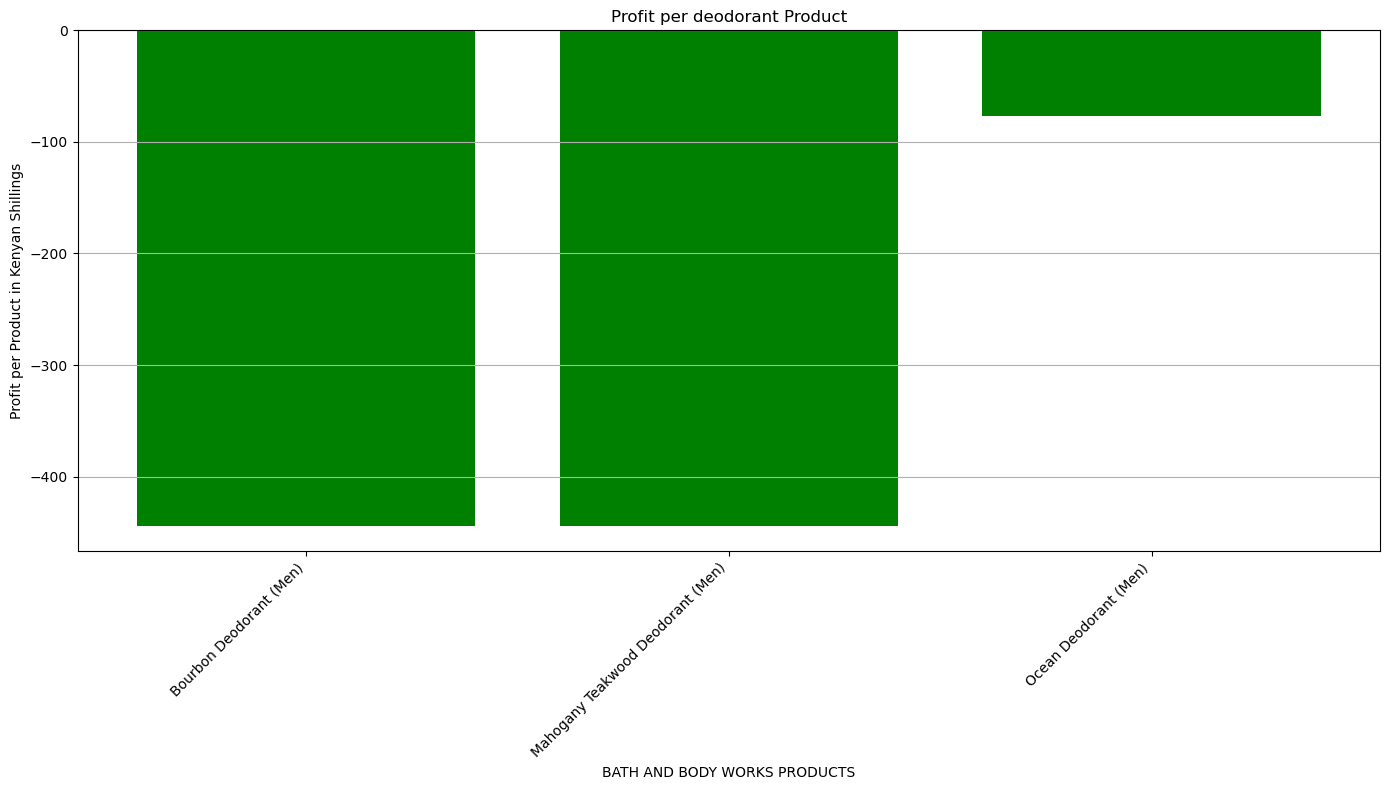 Profit per deodorant Product
Profit per Product in Kenyan Shillings
0
−100
−200
−300
−400
Bourbon Deodorant (Men)
Mahogany Teakwood Deodorant (Men)
Ocean Deodorant (Men)
BATH AND BODY WORKS PRODUCTS